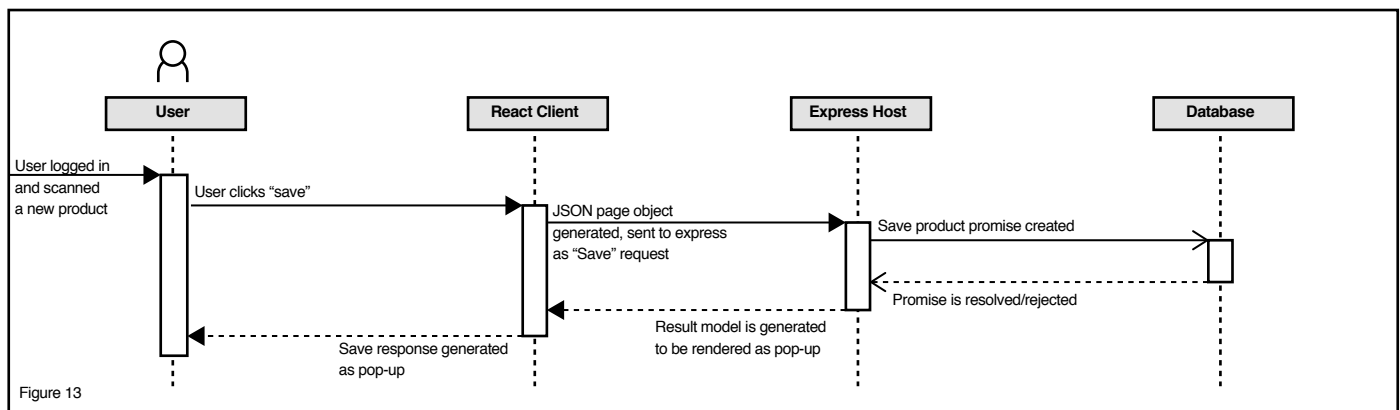 User
React Client
Express Host
Database
User logged in
and scanned
a new product
User clicks “save”
JSON page object
generated, sent to express
as “Save” request
Save product promise created
Promise is resolved/rejected
Result model is generated
to be rendered as pop-up
Save response generated
as pop-up
Figure 13